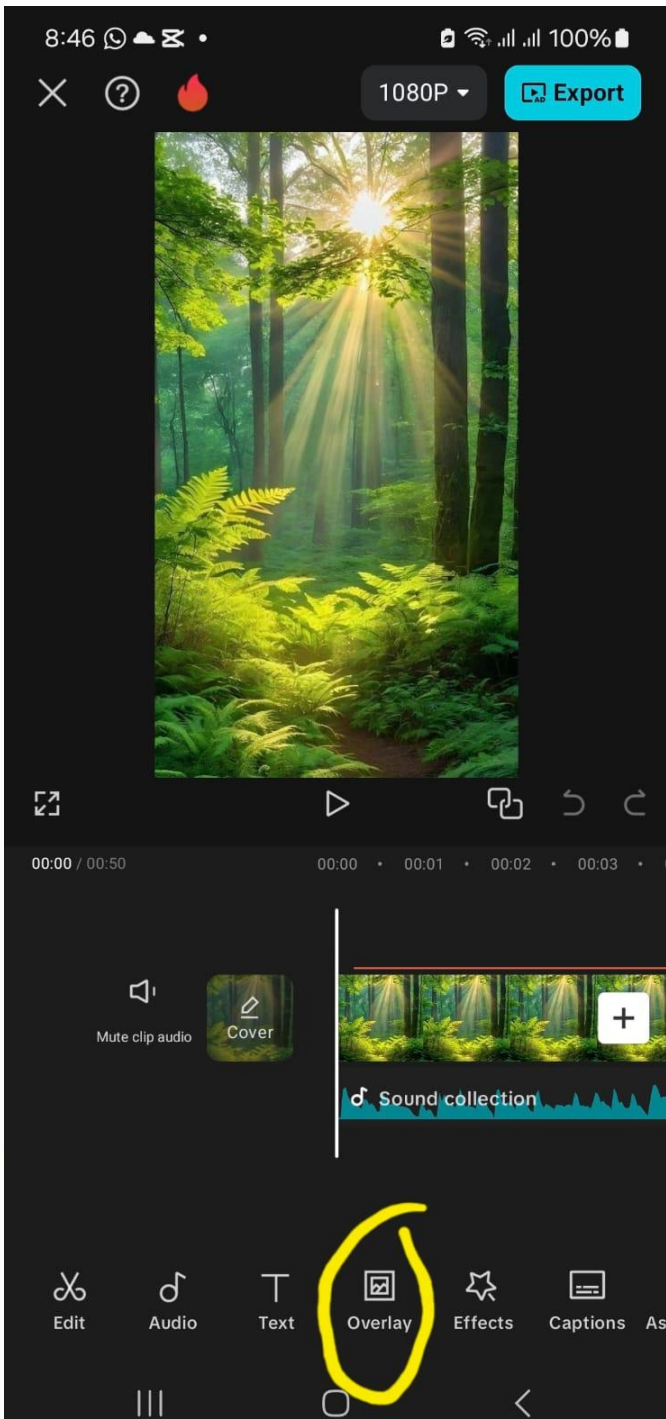 8:46 100%
1080P Export
00:00 / 00:50 00:00 • 00:01 • 00:02 • 00:03 •
Mute clip audio Cover
Sound collection
Edit Audio Text Overlay Effects Captions As